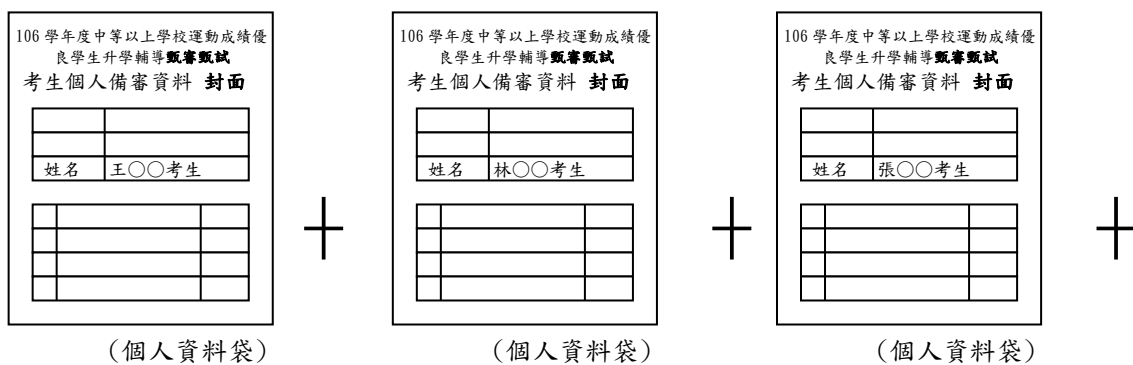 106 學年度中等以上學校運動成績優
良學生升學輔導甄審甄試
考生個人備審資料 封面
姓名 王○○考生
(個人資料袋)
+
106 學年度中等以上學校運動成績優
良學生升學輔導甄審甄試
考生個人備審資料 封面
姓名 林○○考生
(個人資料袋)
+
106 學年度中等以上學校運動成績優
良學生升學輔導甄審甄試
考生個人備審資料 封面
姓名 張○○考生
(個人資料袋)
+